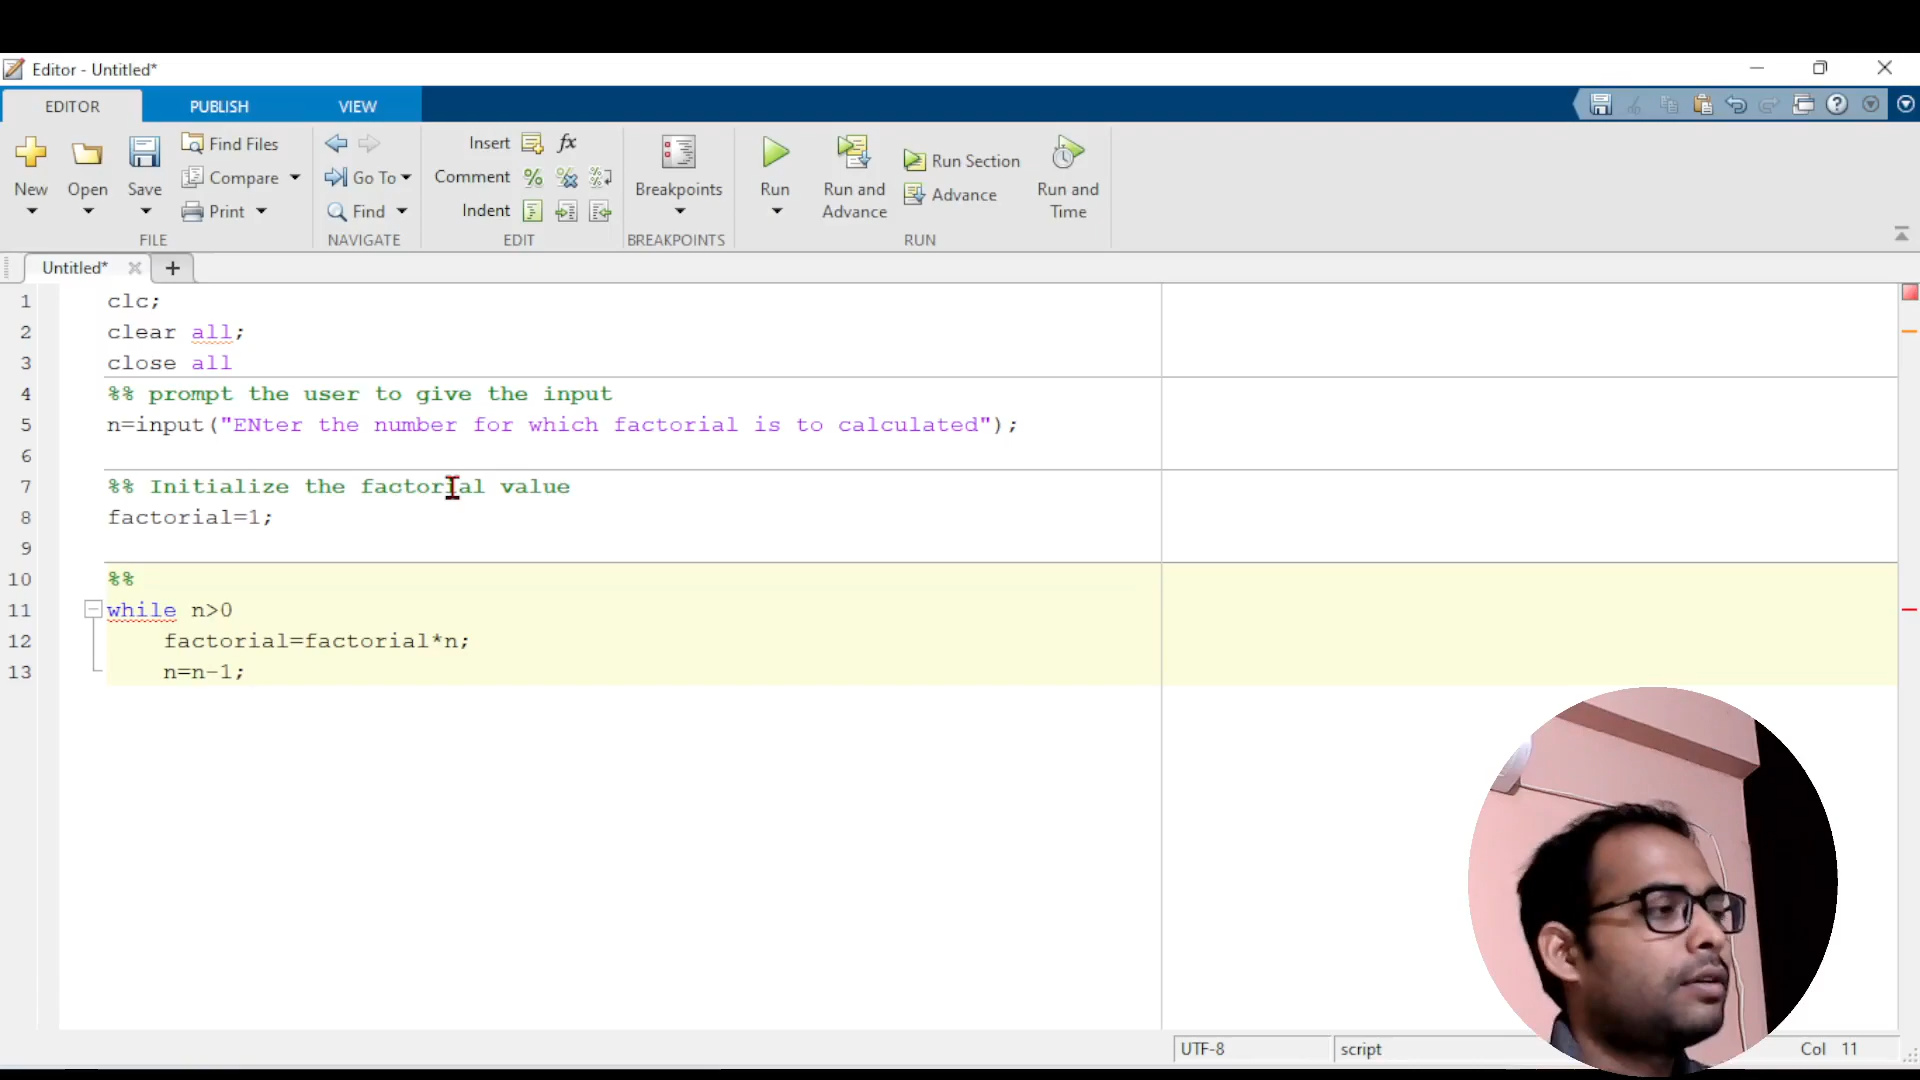 Editor - Untitled*
EDITOR PUBLISH VIEW
New Open Save
Find Files
Compare
Print
FILE
Go To
Find
NAVIGATE
Insert fx
Comment
Indent
EDIT
Breakpoints
BREAKPOINTS
Run
Run and Advance
Run Section
Advance
Run and Time
RUN
Untitled*
1 clc;
2 clear all;
3 close all
4 %% prompt the user to give the input
5 n=input("ENter the number for which factorial is to calculated");
6
7 %% Initialize the factorial value
8 factorial=1;
9
10 %%
11 while n>0
12 factorial=factorial*n;
13 n=n-1;
UTF-8 script Col 11